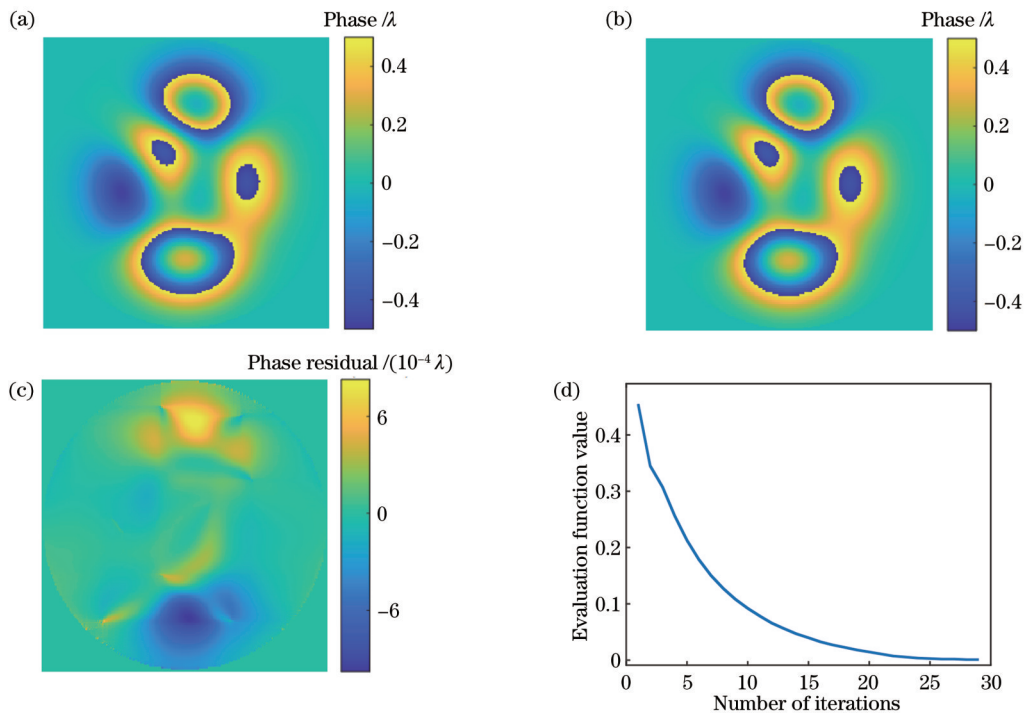 (a)
Phase /λ
0.4
0.2
0
−0.2
−0.4
(b)
Phase /λ
0.4
0.2
0
−0.2
−0.4
(c)
Phase residual /(10⁻⁴ λ)
6
0
−6
(d)
Evaluation function value
0.4
0.3
0.2
0.1
0
0 5 10 15 20 25 30
Number of iterations